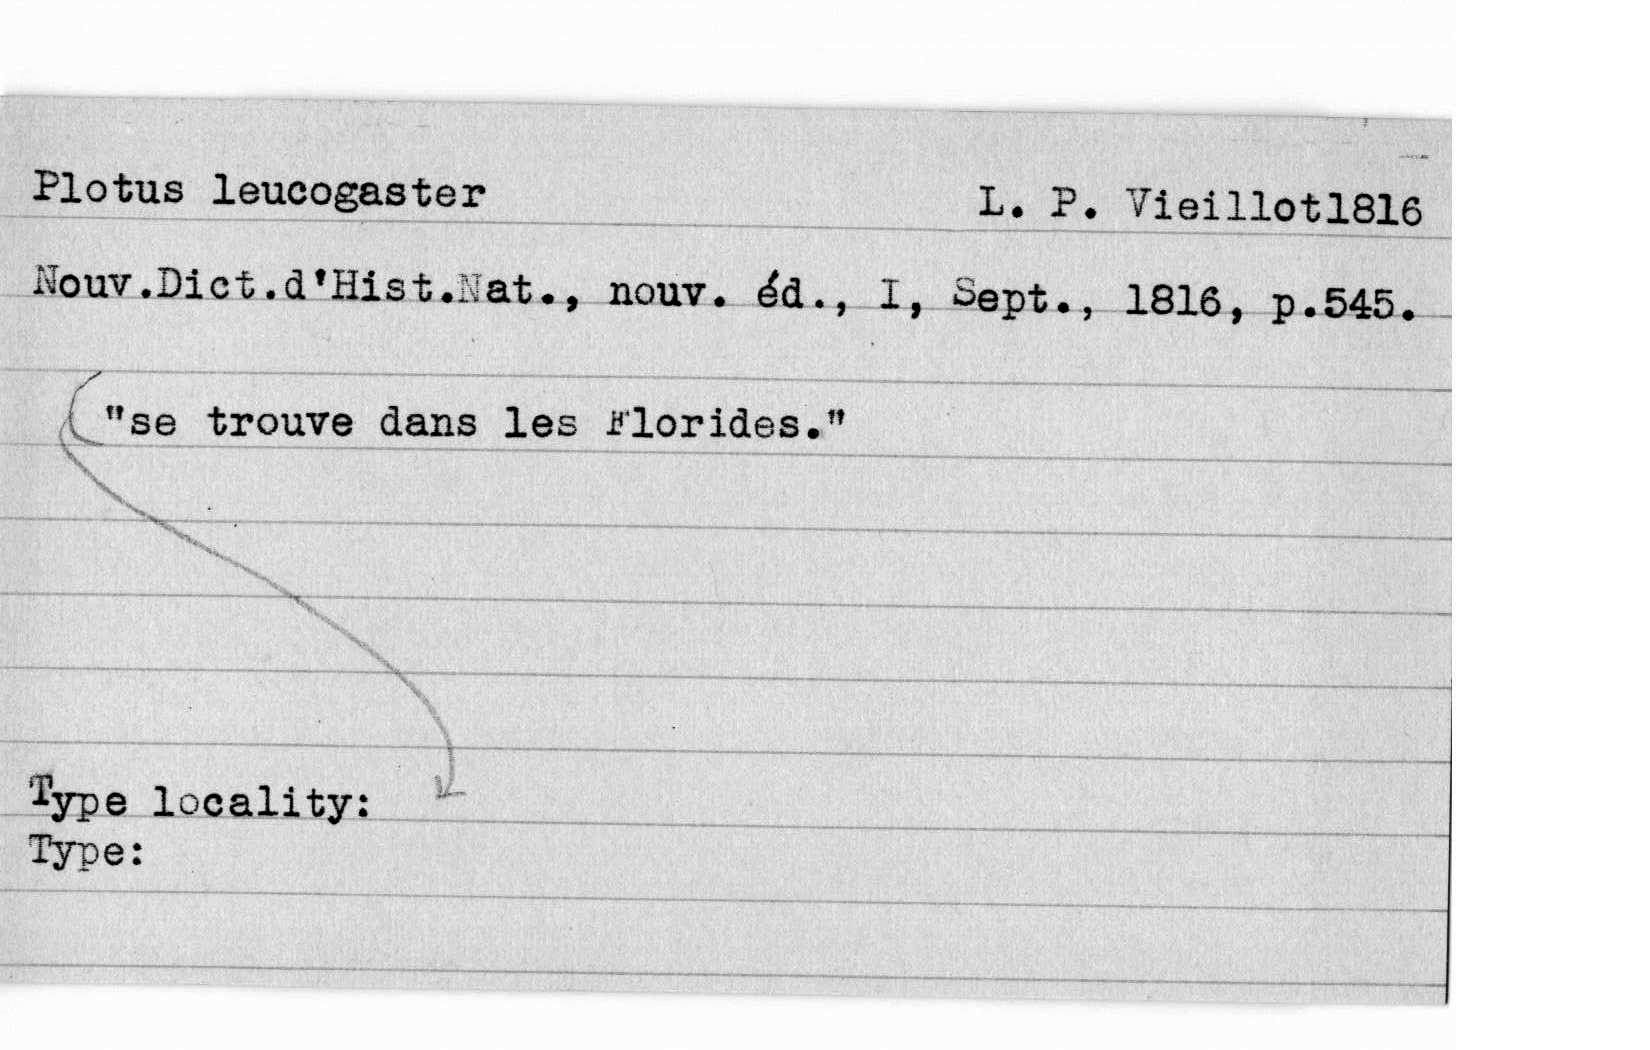 Plotus leucogaster L. P. Vieillot1816
Nouv.Dict.d'Hist.Nat., nouv. éd., I, Sept., 1816, p.545.
"se trouve dans les Florides."
Type locality:
Type: